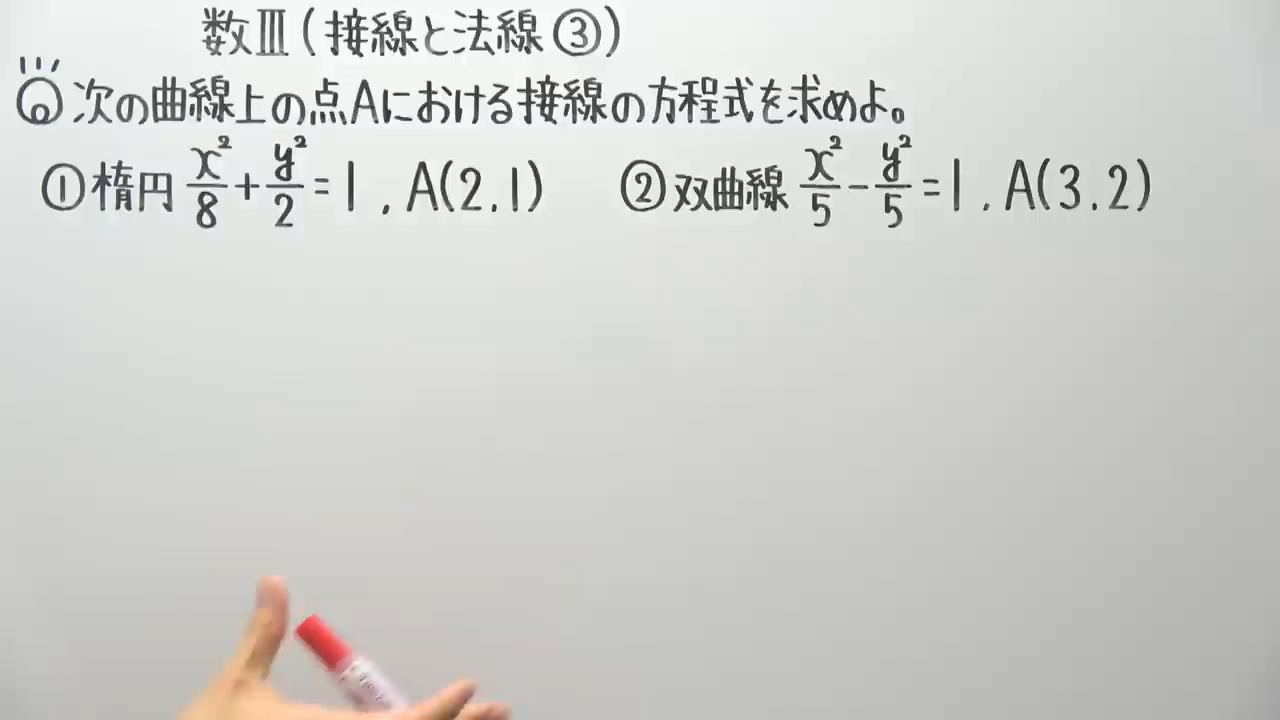 数Ⅲ(接線と法線③)
Q 次の曲線上の点Aにおける接線の方程式を求めよ。
①楕円 x²/8 + y²/2 = 1 , A(2.1) ②双曲線 x²/5 - y²/5 = 1 . A(3.2)